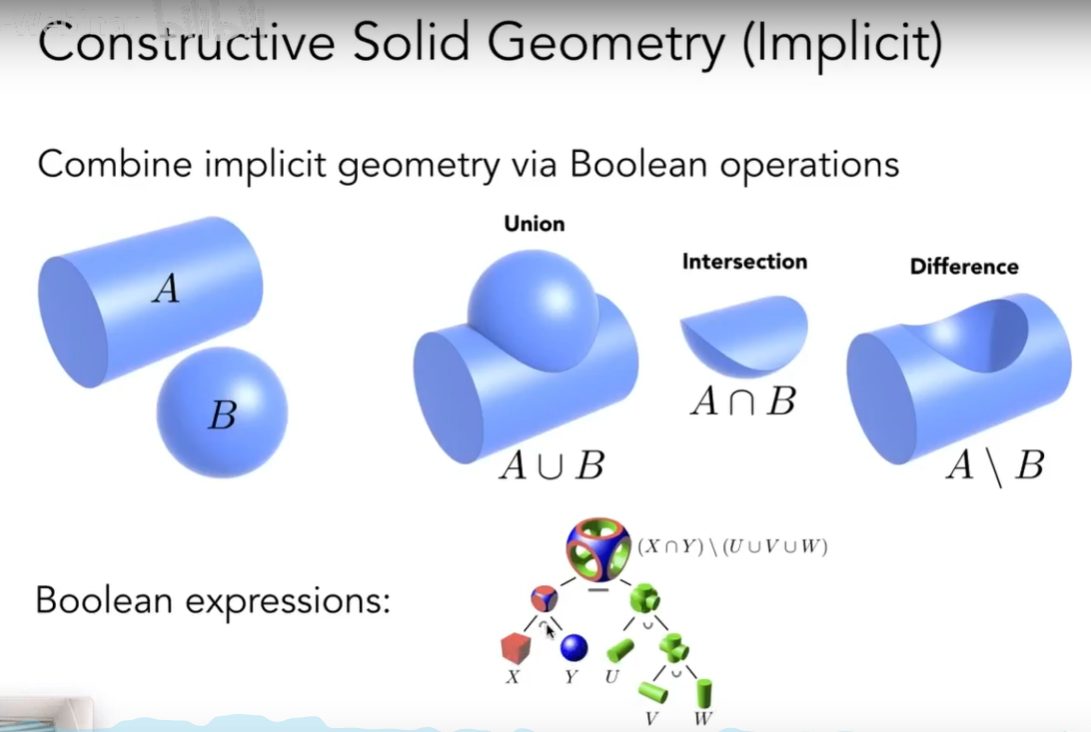 Constructive Solid Geometry (Implicit)
Combine implicit geometry via Boolean operations
Union
Intersection
Difference
A
B
A ∪ B
A ∩ B
A \ B
(X ∩ Y) \ (U ∪ V ∪ W)
Boolean expressions:
−
∩
∪
X
Y
U
∪
V
W